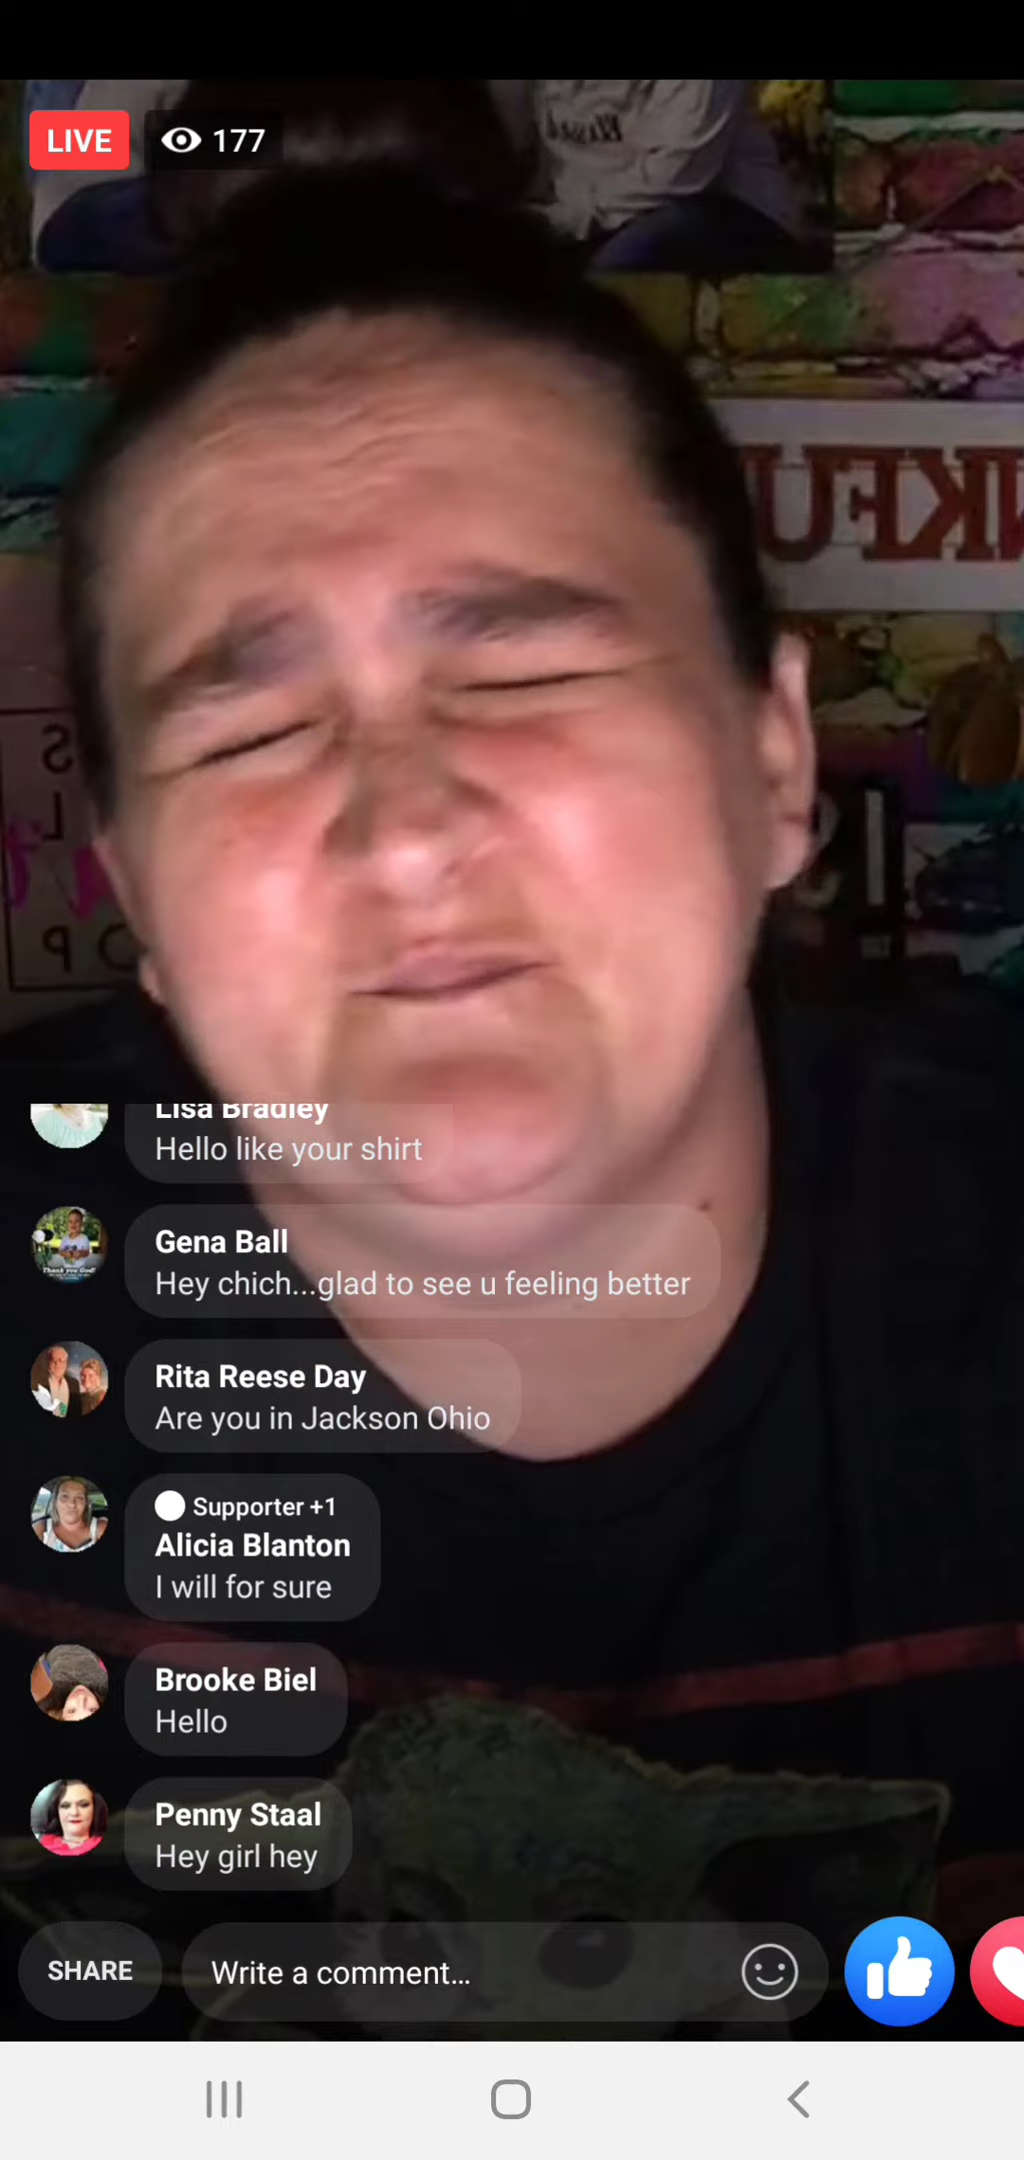 LIVE 177
Blessed
NKFU
S
L
P O
Lisa Bradley
Hello like your shirt
Gena Ball
Hey chich...glad to see u feeling better
Rita Reese Day
Are you in Jackson Ohio
Supporter +1
Alicia Blanton
I will for sure
Brooke Biel
Hello
Penny Staal
Hey girl hey
SHARE
Write a comment...